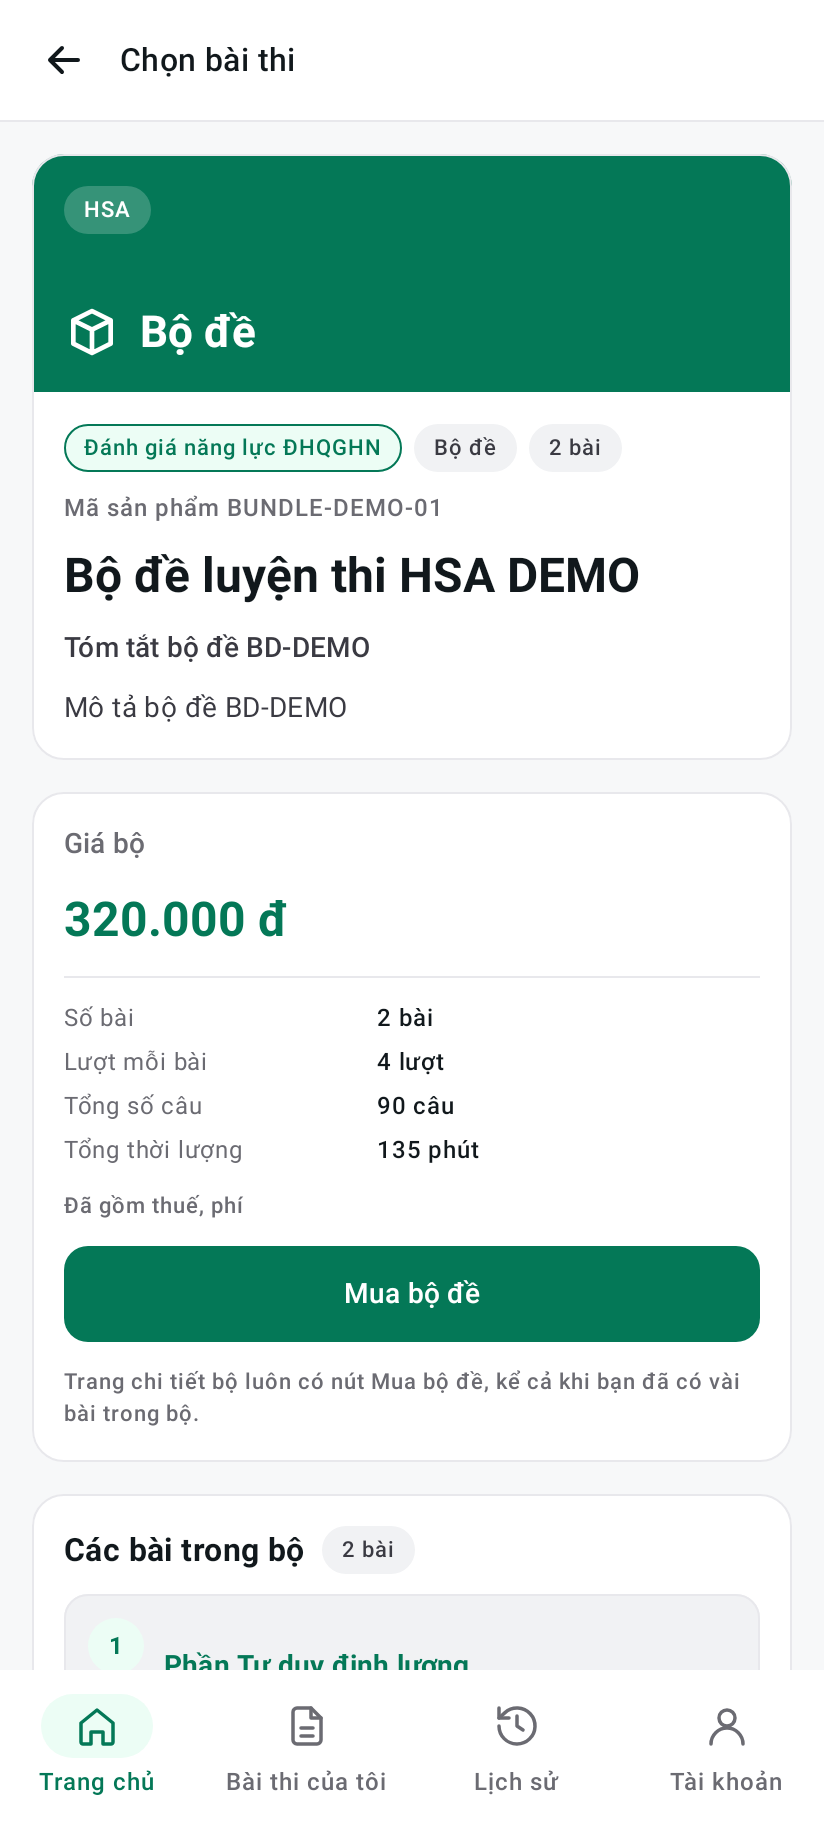 Chọn bài thi
HSA
Bộ đề
Đánh giá năng lực ĐHQGHN
Bộ đề
2 bài
Mã sản phẩm BUNDLE-DEMO-01
Bộ đề luyện thi HSA DEMO
Tóm tắt bộ đề BD-DEMO
Mô tả bộ đề BD-DEMO
Giá bộ
320.000 đ
Số bài 2 bài
Lượt mỗi bài 4 lượt
Tổng số câu 90 câu
Tổng thời lượng 135 phút
Đã gồm thuế, phí
Mua bộ đề
Trang chi tiết bộ luôn có nút Mua bộ đề, kể cả khi bạn đã có vài
bài trong bộ.
Các bài trong bộ 2 bài
1
Phần Tư duy định lượng
Trang chủ
Bài thi của tôi
Lịch sử
Tài khoản